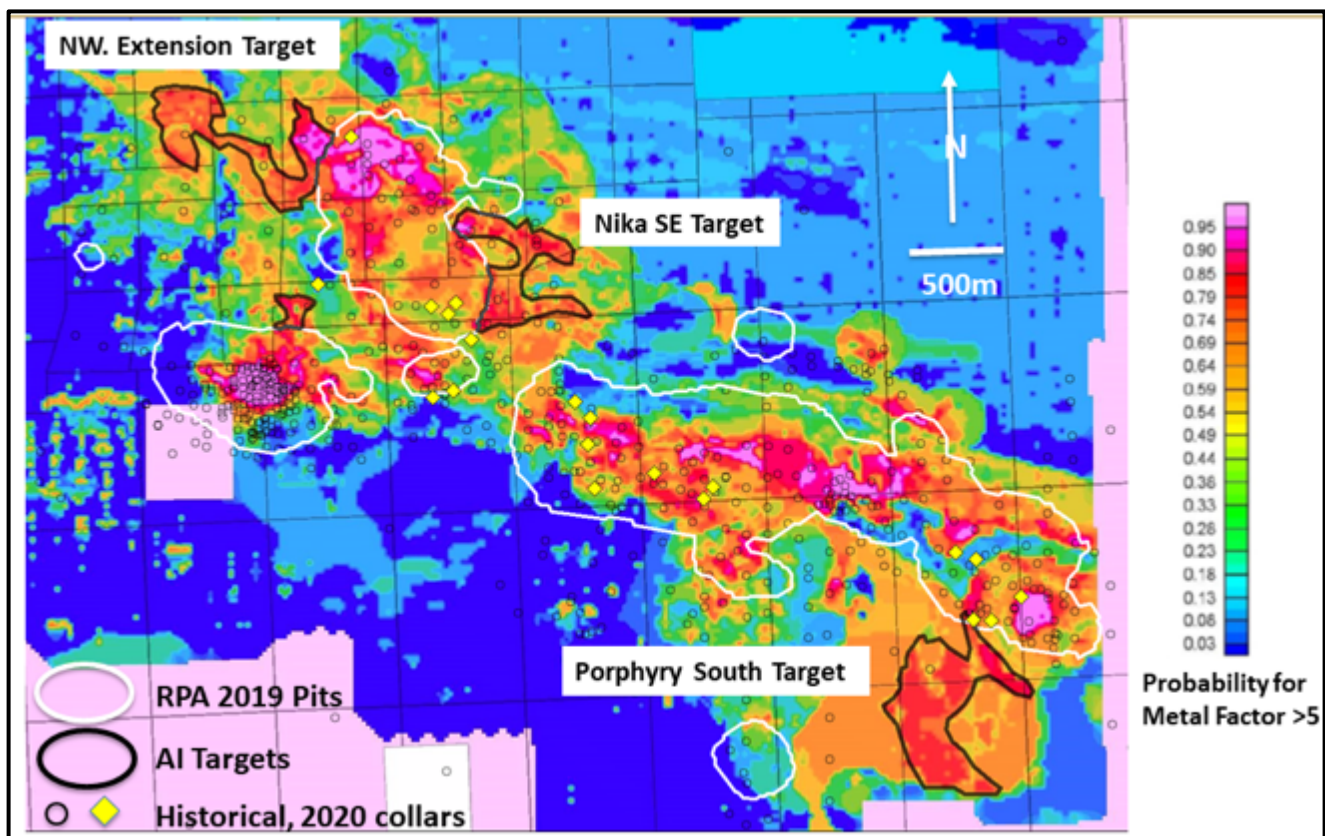 NW. Extension Target
N
Nika SE Target
500m
0.95
0.90
0.85
0.79
0.74
0.69
0.64
0.59
0.54
0.49
0.44
0.38
0.33
0.28
0.23
0.18
0.13
0.08
0.03
Porphyry South Target
Probability for
Metal Factor >5
RPA 2019 Pits
AI Targets
Historical, 2020 collars